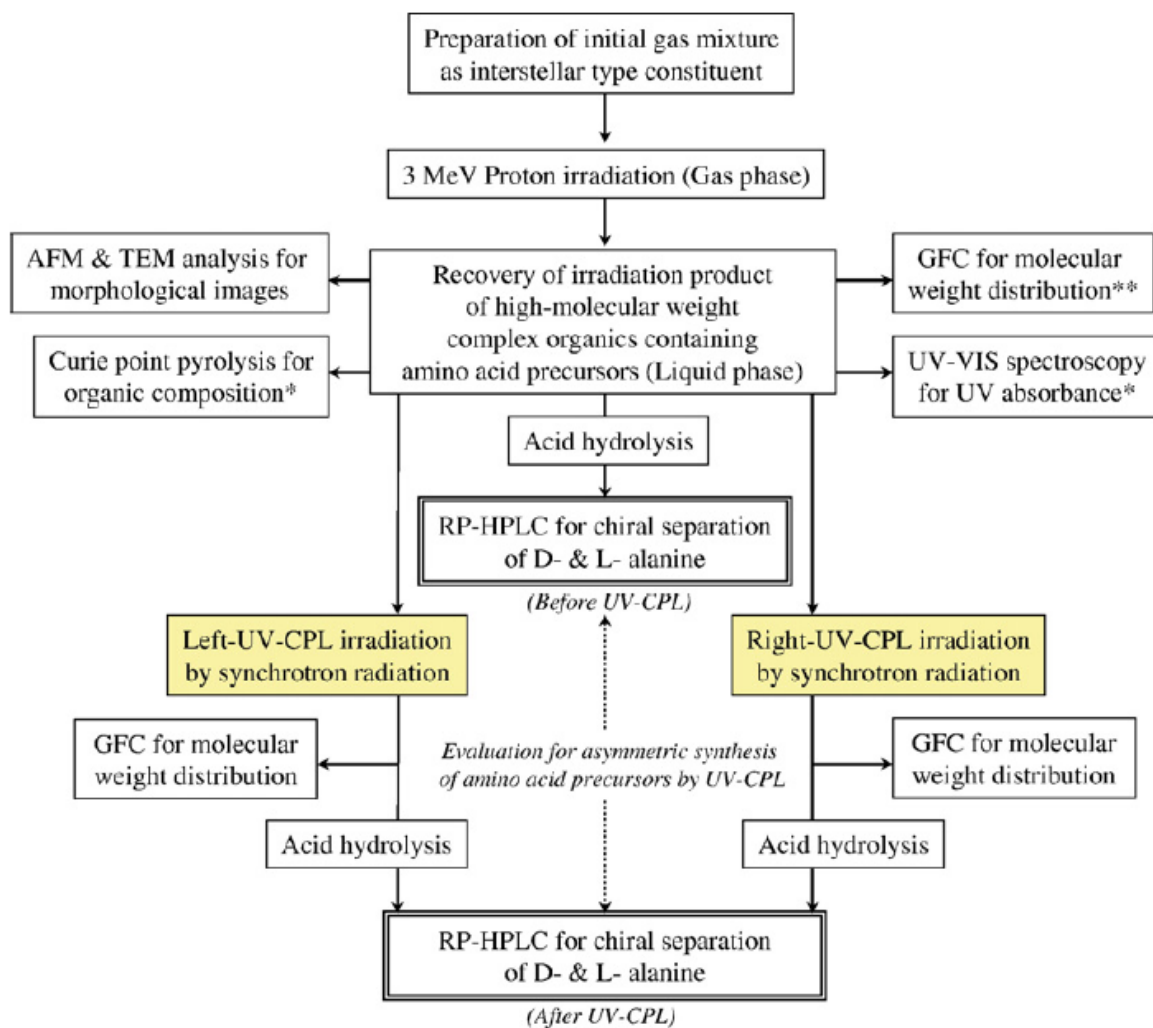 Preparation of initial gas mixture
as interstellar type constituent
3 MeV Proton irradiation (Gas phase)
AFM & TEM analysis for
morphological images
Recovery of irradiation product
of high-molecular weight
complex organics containing
amino acid precursors (Liquid phase)
GFC for molecular
weight distribution**
Curie point pyrolysis for
organic composition*
UV-VIS spectroscopy
for UV absorbance*
Acid hydrolysis
RP-HPLC for chiral separation
of D- & L- alanine
(Before UV-CPL)
Left-UV-CPL irradiation
by synchrotron radiation
Right-UV-CPL irradiation
by synchrotron radiation
GFC for molecular
weight distribution
Evaluation for asymmetric synthesis
of amino acid precursors by UV-CPL
GFC for molecular
weight distribution
Acid hydrolysis
Acid hydrolysis
RP-HPLC for chiral separation
of D- & L- alanine
(After UV-CPL)